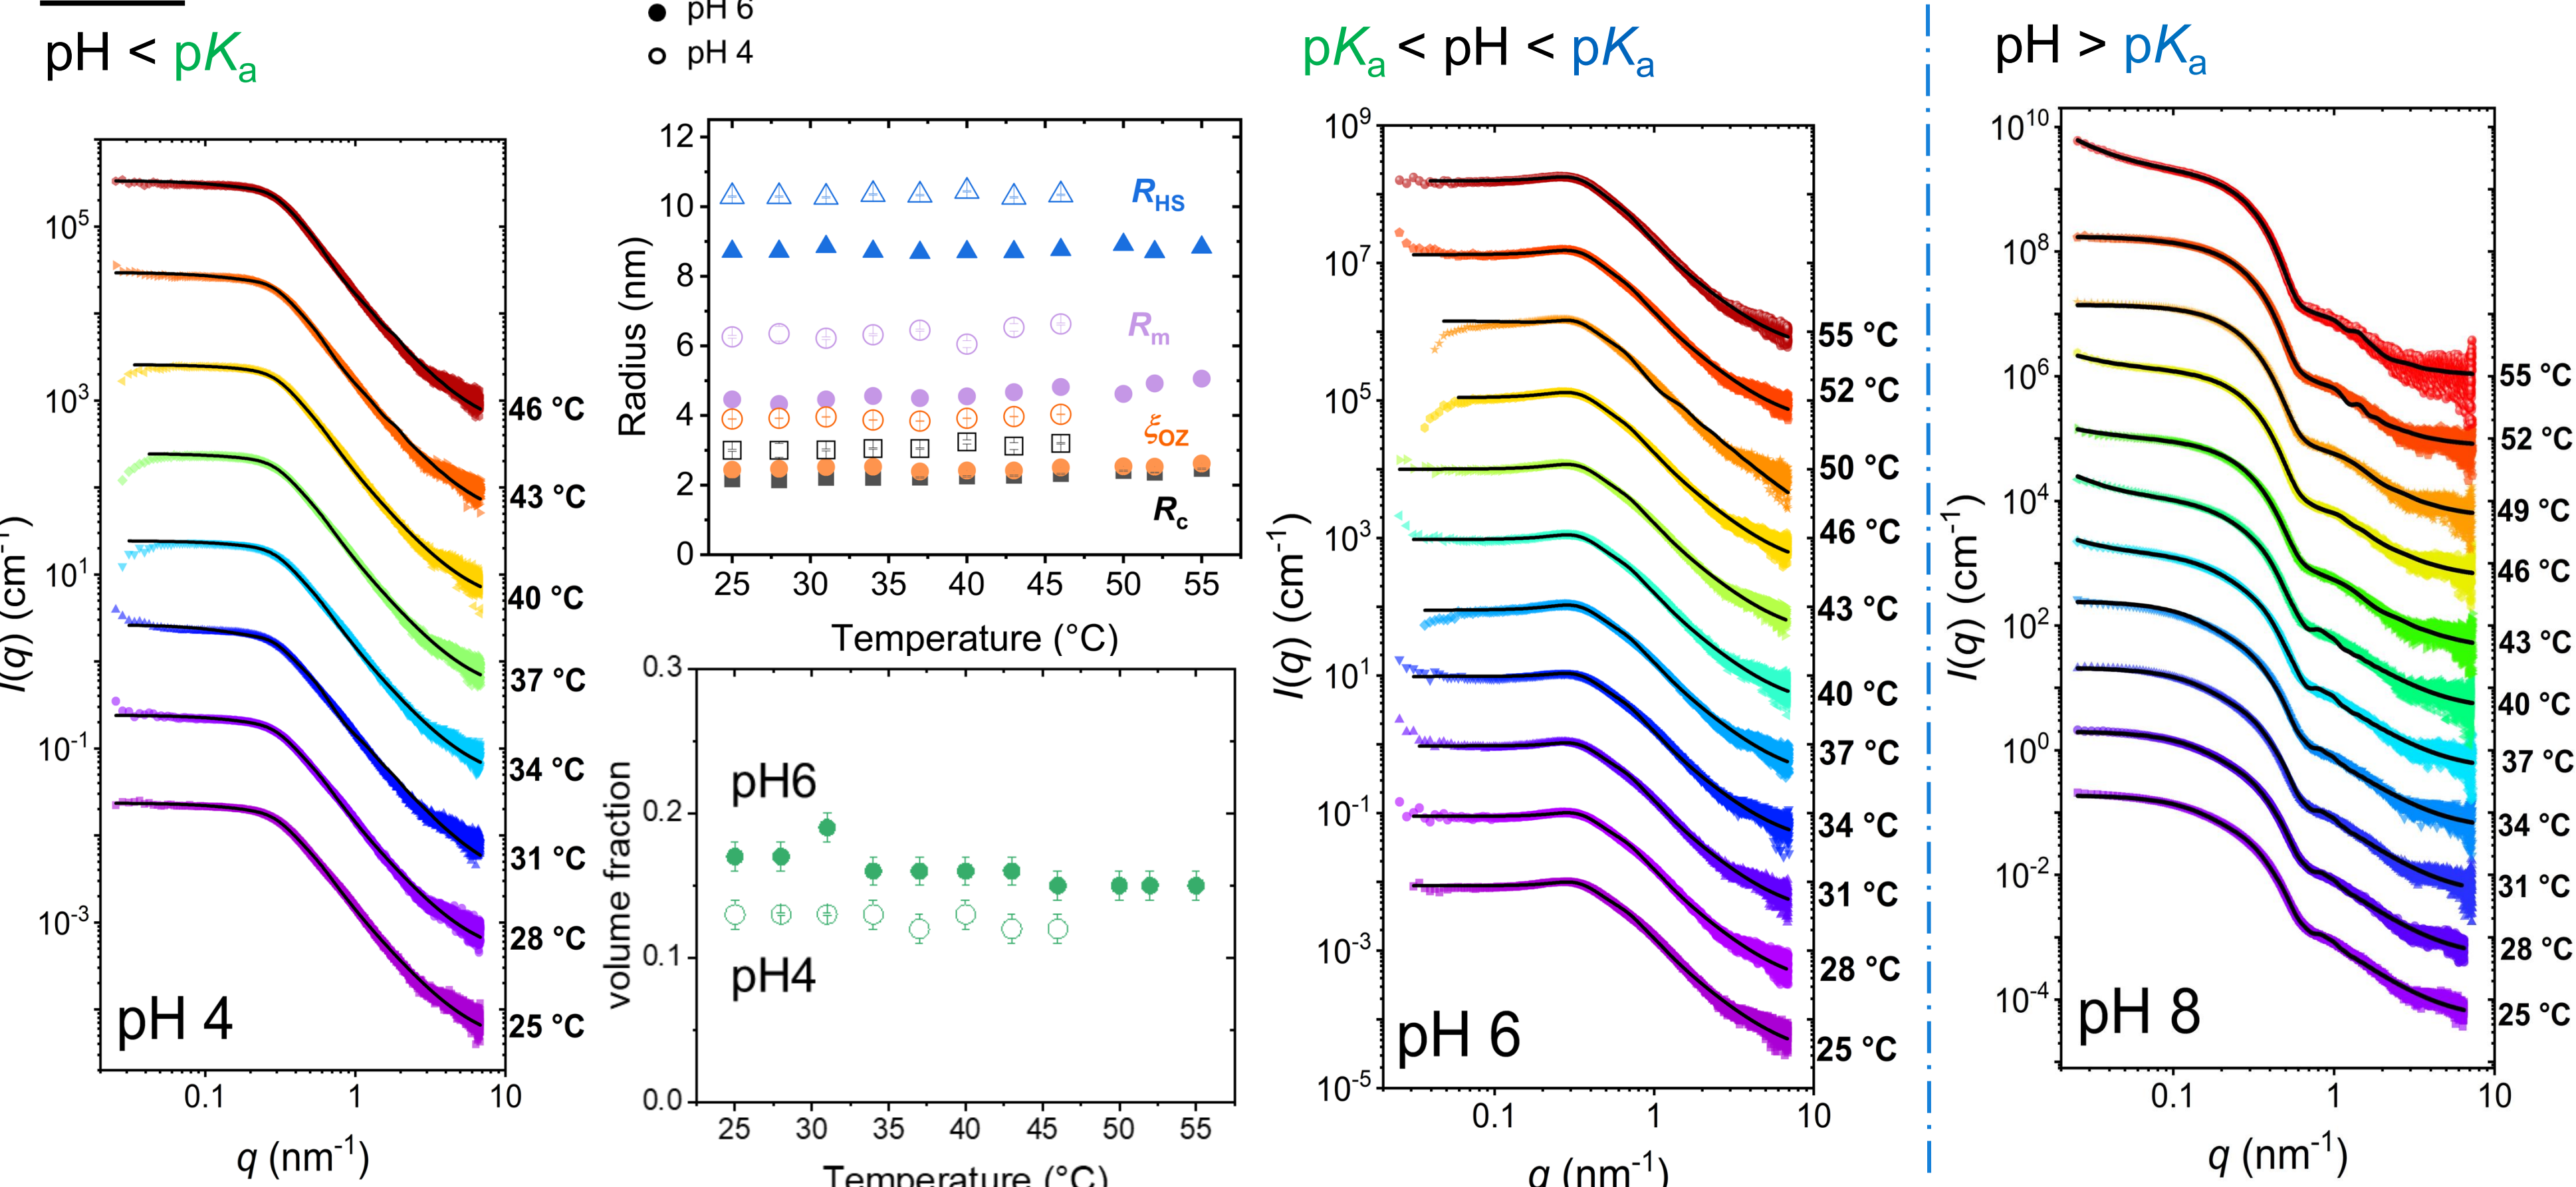 pH < pKa
I(q) (cm-1)
10^5
10^3
10^1
10^-1
10^-3
46 °C
43 °C
40 °C
37 °C
34 °C
31 °C
28 °C
25 °C
pH 4
0.1 1 10
q (nm-1)
pH 6
pH 4
Radius (nm)
12
10
8
6
4
2
0
RHS
Rm
ξOZ
Rc
25 30 35 40 45 50 55
Temperature (°C)
volume fraction
0.3
0.2
0.1
0.0
pH6
pH4
25 30 35 40 45 50 55
Temperature (°C)
pKa < pH < pKa
I(q) (cm-1)
10^9
10^7
10^5
10^3
10^1
10^-1
10^-3
10^-5
55 °C
52 °C
50 °C
46 °C
43 °C
40 °C
37 °C
34 °C
31 °C
28 °C
25 °C
pH 6
0.1 1 10
q (nm-1)
pH > pKa
I(q) (cm-1)
10^10
10^8
10^6
10^4
10^2
10^0
10^-2
10^-4
55 °C
52 °C
49 °C
46 °C
43 °C
40 °C
37 °C
34 °C
31 °C
28 °C
25 °C
pH 8
0.1 1 10
q (nm-1)